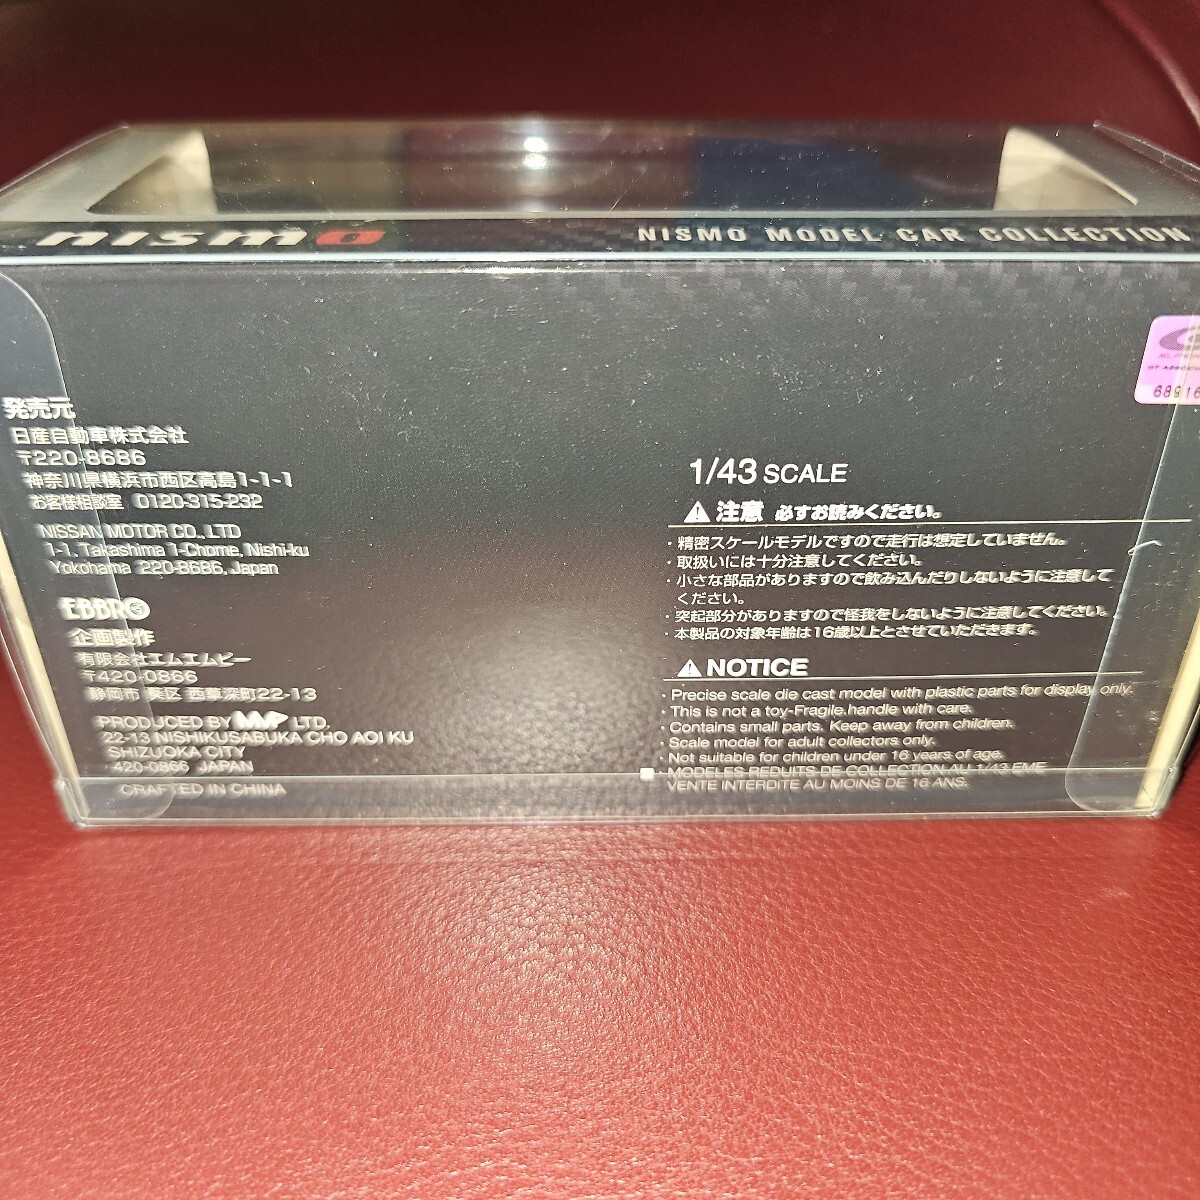 nismo
NISMO MODEL CAR COLLECTION
発売元
日産自動車株式会社
〒220-8686
神奈川県横浜市西区高島1-1-1
お客様相談室 0120-315-232
NISSAN MOTOR CO., LTD
1-1, Takashima 1-Chome, Nishi-ku
Yokohama 220-8686, Japan
EBBRO
企画製作
有限会社エムエムピー
〒420-0866
静岡市 葵区 西草深町22-13
PRODUCED BY MMP LTD.
22-13 NISHIKUSABUKA CHO AOI KU
SHIZUOKA CITY
420-0866 JAPAN
CRAFTED IN CHINA
68916
1/43 SCALE
⚠ 注意 必ずお読みください。
・精密スケールモデルですので走行は想定していません。
・取扱いには十分注意してください。
・小さな部品がありますので飲み込んだりしないように注意して
ください。
・突起部分がありますので怪我をしないように注意してください。
・本製品の対象年齢は16歳以上とさせていただきます。
⚠ NOTICE
・Precise scale die cast model with plastic parts for display only.
・This is not a toy-Fragile.handle with care.
・Contains small parts. Keep away from children.
・Scale model for adult collectors only.
・Not suitable for children under 16 years of age.
・MODELES REDUITS DE COLLECTION AU 1/43 EME
VENTE INTERDITE AU MOINS DE 16 ANS.